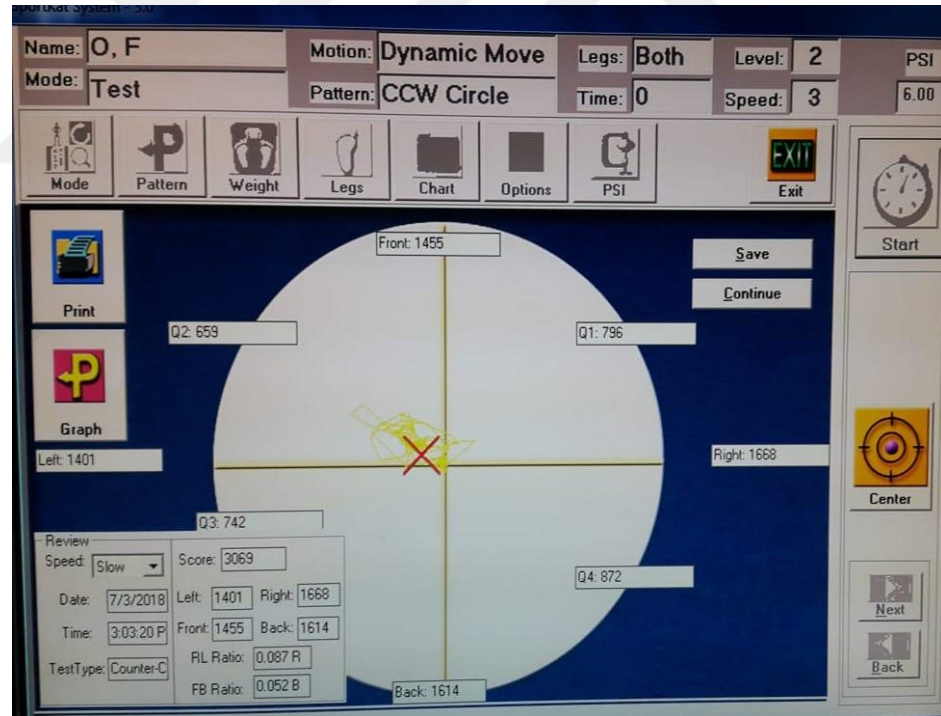 SportKat System - 3.0
Name: O, F Motion: Dynamic Move Legs: Both Level: 2 PSI
Mode: Test Pattern: CCW Circle Time: 0 Speed: 3 6.00
Mode Pattern Weight Legs Chart Options PSI EXIT Exit
Start
Front: 1455
Save
Print
Continue
Q2: 659 Q1: 796
Graph
Left: 1401 Right: 1668
Center
Q3: 742
Review
Speed: Slow Score: 3069
Q4: 872
Date: 7/3/2018 Left: 1401 Right: 1668
Time: 3:03:20 P Front: 1455 Back: 1614
Next
TestType: Counter-C RL Ratio: 0.087 R
FB Ratio: 0.052 B
Back: 1614
Back